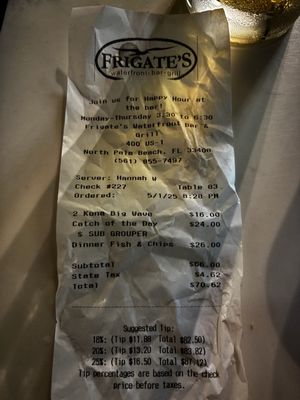 FRIGATE'S
waterfront·bar·grill
Join us for Happy Hour at
the bar!
Monday-Thursday 3:30 to 6:30
Frigate's Waterfront Bar &
Grill
400 US-1
North Palm Beach, FL 33408
(561) 855-7497
Server: Hannah W
Check #227 Table 83
Ordered: 5/1/25 8:28 PM
2 Kona Big Wave $16.00
Catch of the Day $24.00
$ SUB GROUPER
Dinner Fish & Chips $26.00
Subtotal $66.00
State Tax $4.62
Total $70.62
Suggested Tip:
18%: (Tip $11.88 Total $82.50)
20%: (Tip $13.20 Total $83.82)
25%: (Tip $16.50 Total $87.12)
Tip percentages are based on the check
price before taxes.